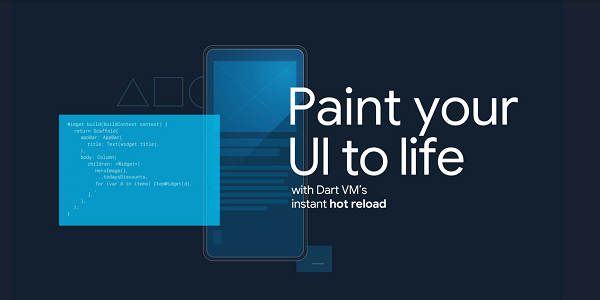 Widget build(BuildContext context) {
return Scaffold(
appBar: AppBar(
title: Text(widget.title),
),
body: Column(
children: <Widget>[
HeroImage(),
...todaysDiscounts,
for (var d in items) ItemWidget(d),
],
),
);
}
Paint your
UI to life
with Dart VM's
instant hot reload